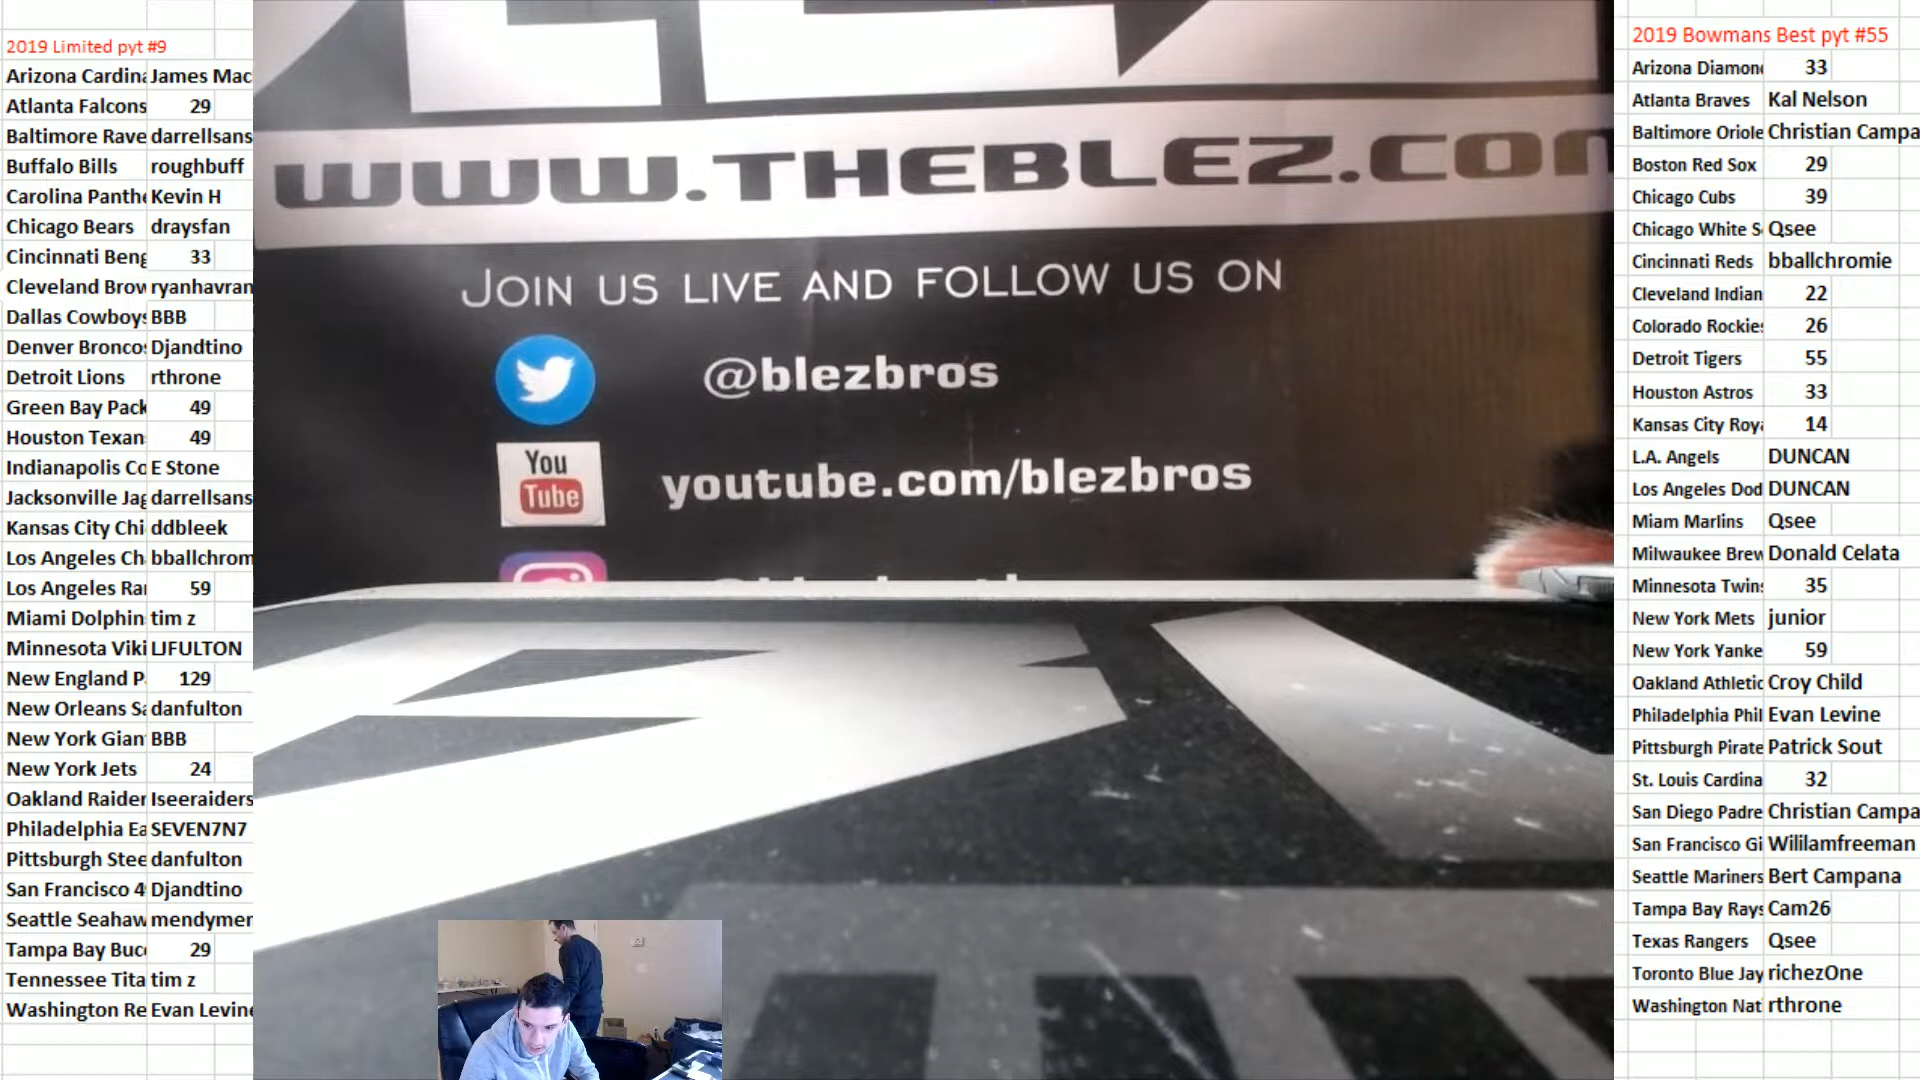 2019 Limited pyt #9
Arizona Cardina James Mac
Atlanta Falcons 29
Baltimore Rave darrellsans
Buffalo Bills roughbuff
Carolina Panthe Kevin H
Chicago Bears draysfan
Cincinnati Beng 33
Cleveland Brow ryanhavran
Dallas Cowboys BBB
Denver Broncos Djandtino
Detroit Lions rthrone
Green Bay Pack 49
Houston Texan 49
Indianapolis Co E Stone
Jacksonville Jag darrellsans
Kansas City Chi ddbleek
Los Angeles Ch bballchrom
Los Angeles Rar 59
Miami Dolphin tim z
Minnesota Viki LJFULTON
New England P 129
New Orleans Sa danfulton
New York Gian BBB
New York Jets 24
Oakland Raider Iseeraiders
Philadelphia Ea SEVEN7N7
Pittsburgh Stee danfulton
San Francisco 4 Djandtino
Seattle Seahaw mendymer
Tampa Bay Bucc 29
Tennessee Tita tim z
Washington Re Evan Levine
WWW.THEBLEZ.COM
JOIN US LIVE AND FOLLOW US ON
@blezbros
You
Tube
youtube.com/blezbros
2019 Bowmans Best pyt #55
Arizona Diamon 33
Atlanta Braves Kal Nelson
Baltimore Oriole Christian Campa
Boston Red Sox 29
Chicago Cubs 39
Chicago White S Qsee
Cincinnati Reds bballchromie
Cleveland Indian 22
Colorado Rockies 26
Detroit Tigers 55
Houston Astros 33
Kansas City Roya 14
L.A. Angels DUNCAN
Los Angeles Dod DUNCAN
Miam Marlins Qsee
Milwaukee Brew Donald Celata
Minnesota Twins 35
New York Mets junior
New York Yanke 59
Oakland Athletic Croy Child
Philadelphia Phil Evan Levine
Pittsburgh Pirate Patrick Sout
St. Louis Cardina 32
San Diego Padre Christian Campa
San Francisco Gi Wililamfreeman
Seattle Mariners Bert Campana
Tampa Bay Rays Cam26
Texas Rangers Qsee
Toronto Blue Jay richezOne
Washington Nat rthrone